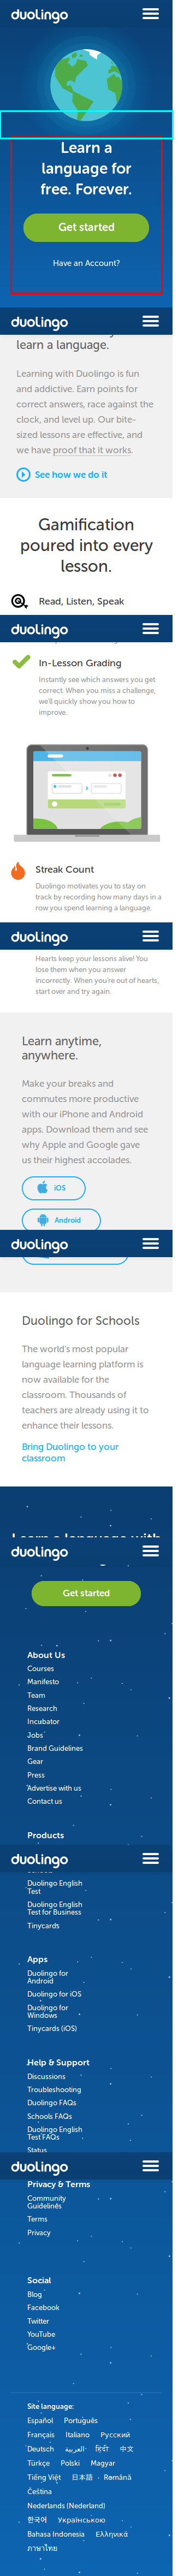 duolingo
Learn a
language for
free. Forever.
Get started
Have an Account?
duolingo
learn a language.
Learning with Duolingo is fun
and addictive. Earn points for
correct answers, race against the
clock, and level up. Our bite-
sized lessons are effective, and
we have proof that it works.
See how we do it
Gamification
poured into every
lesson.
Read, Listen, Speak
duolingo
In-Lesson Grading
Instantly see which answers you get
correct. When you miss a challenge,
we'll quickly show you how to
improve.
Streak Count
Duolingo motivates you to stay on
track by recording how many days in a
row you spend learning a language.
duolingo
Hearts keep your lessons alive! You
lose them when you answer
incorrectly. When you're out of hearts,
start over and try again.
Learn anytime,
anywhere.
Make your breaks and
commutes more productive
with our iPhone and Android
apps. Download them and see
why Apple and Google gave
us their highest accolades.
iOS
Android
duolingo
Duolingo for Schools
The world's most popular
language learning platform is
now available for the
classroom. Thousands of
teachers are already using it to
enhance their lessons.
Bring Duolingo to your
classroom
Learn a language with
duolingo
Get started
About Us
Courses
Manifesto
Team
Research
Incubator
Jobs
Brand Guidelines
Gear
Press
Advertise with us
Contact us
Products
duolingo
Duolingo English
Test
Duolingo English
Test for Business
Tinycards
Apps
Duolingo for
Android
Duolingo for iOS
Duolingo for
Windows
Tinycards (iOS)
Help & Support
Discussions
Troubleshooting
Duolingo FAQs
Schools FAQs
Duolingo English
Test FAQs
Status
duolingo
Privacy & Terms
Community
Guidelines
Terms
Privacy
Social
Blog
Facebook
Twitter
YouTube
Google+
Site language:
Español Português
Français Italiano Русский
Deutsch العربية हिंदी 中文
Türkçe Polski Magyar
Tiếng Việt 日本語 Română
Čeština
Nederlands (Nederland)
한국어 Українською
Bahasa Indonesia Ελληνικά
ภาษาไทย